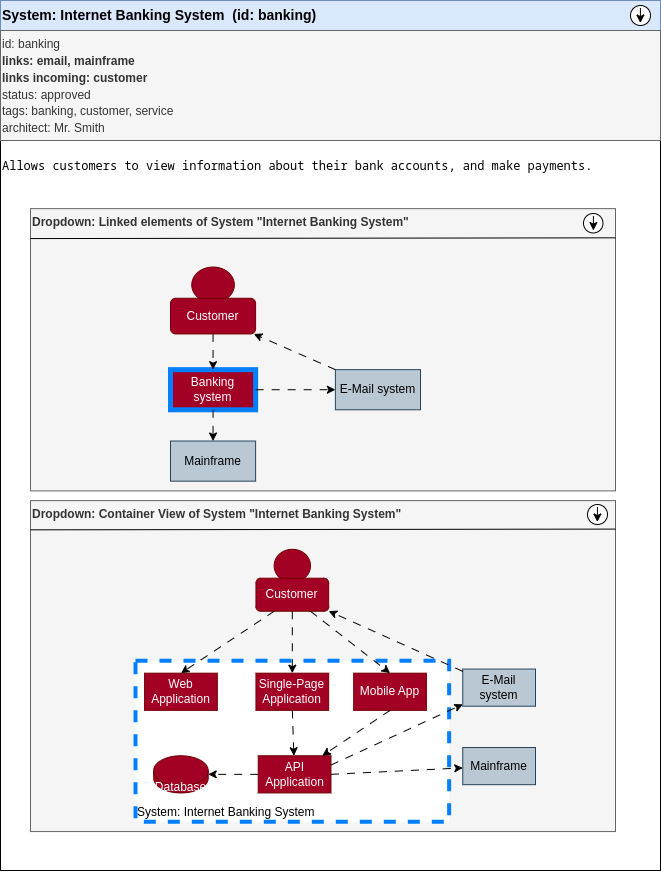 System: Internet Banking System  (id: banking)
id: banking
links: email, mainframe
links incoming: customer
status: approved
tags: banking, customer, service
architect: Mr. Smith
Allows customers to view information about their bank accounts, and make payments.
Dropdown: Linked elements of System "Internet Banking System"
Customer
Banking
system
E-Mail system
Mainframe
Dropdown: Container View of System "Internet Banking System"
Customer
Web
Application
Single-Page
Application
Mobile App
E-Mail
system
Database
API
Application
Mainframe
System: Internet Banking System